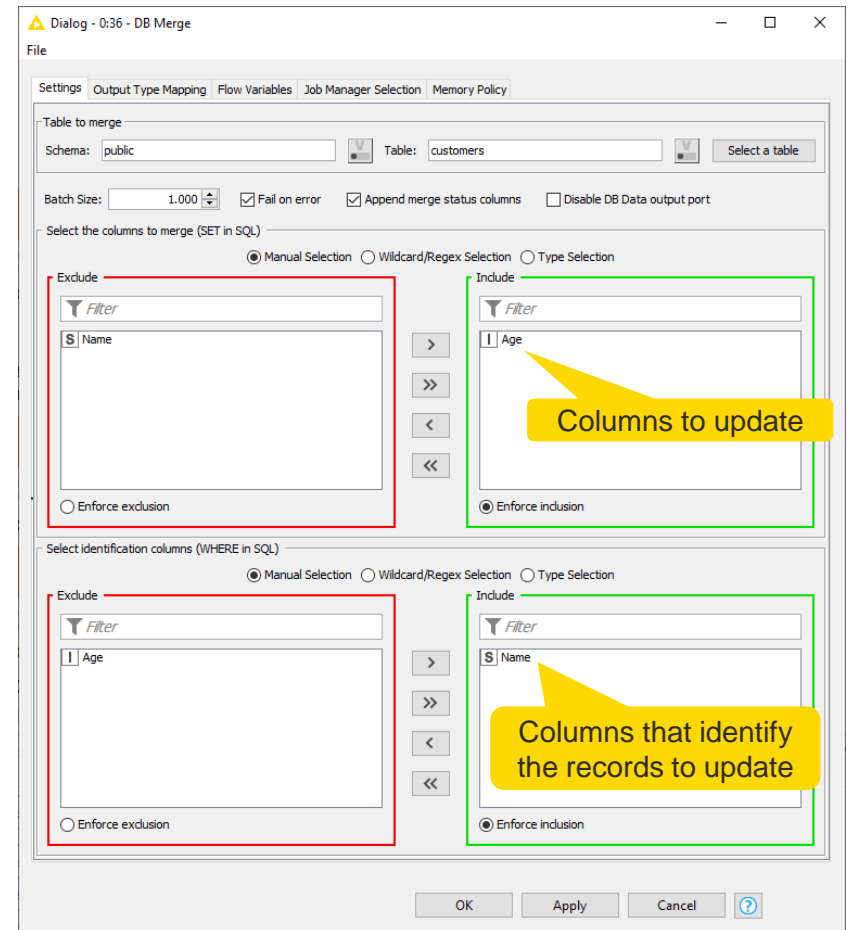 Dialog - 0:36 - DB Merge
File
Settings Output Type Mapping Flow Variables Job Manager Selection Memory Policy
Table to merge
Schema: public V Table: customers V Select a table
Batch Size: 1.000 Fail on error Append merge status columns Disable DB Data output port
Select the columns to merge (SET in SQL)
Manual Selection Wildcard/Regex Selection Type Selection
Exclude Include
Filter Filter
S Name I Age
>
>>
Columns to update
<
<<
Enforce exclusion Enforce inclusion
Select identification columns (WHERE in SQL)
Manual Selection Wildcard/Regex Selection Type Selection
Exclude Include
Filter Filter
I Age S Name
>
>>
Columns that identify
the records to update
<
<<
Enforce exclusion Enforce inclusion
OK Apply Cancel ?